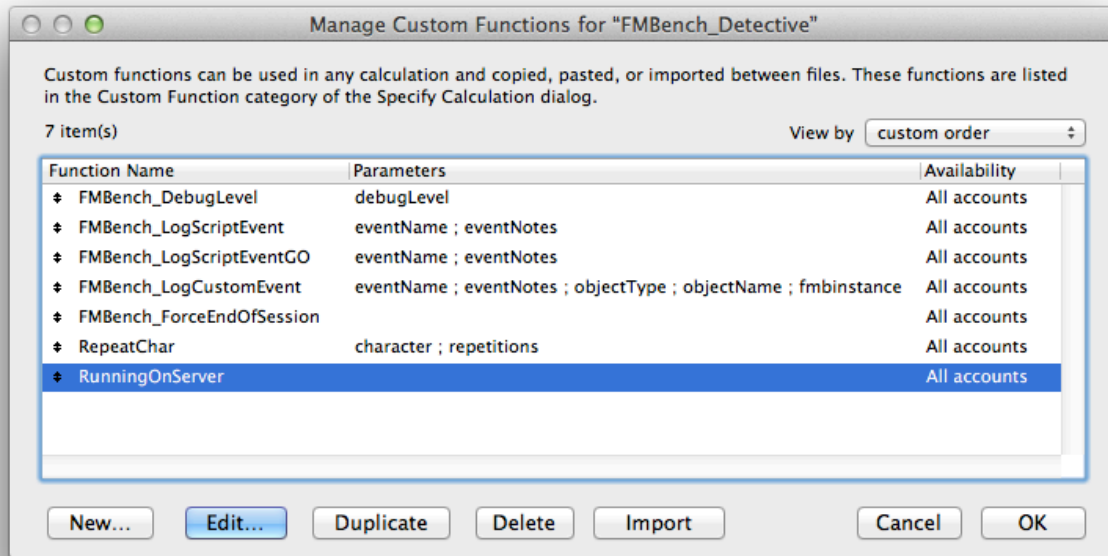 Manage Custom Functions for “FMBench_Detective”
Custom functions can be used in any calculation and copied, pasted, or imported between files. These functions are listed
in the Custom Function category of the Specify Calculation dialog.
7 item(s) View by custom order
Function Name Parameters Availability
FMBench_DebugLevel debugLevel All accounts
FMBench_LogScriptEvent eventName ; eventNotes All accounts
FMBench_LogScriptEventGO eventName ; eventNotes All accounts
FMBench_LogCustomEvent eventName ; eventNotes ; objectType ; objectName ; fmbinstance All accounts
FMBench_ForceEndOfSession All accounts
RepeatChar character ; repetitions All accounts
RunningOnServer All accounts
New... Edit... Duplicate Delete Import Cancel OK